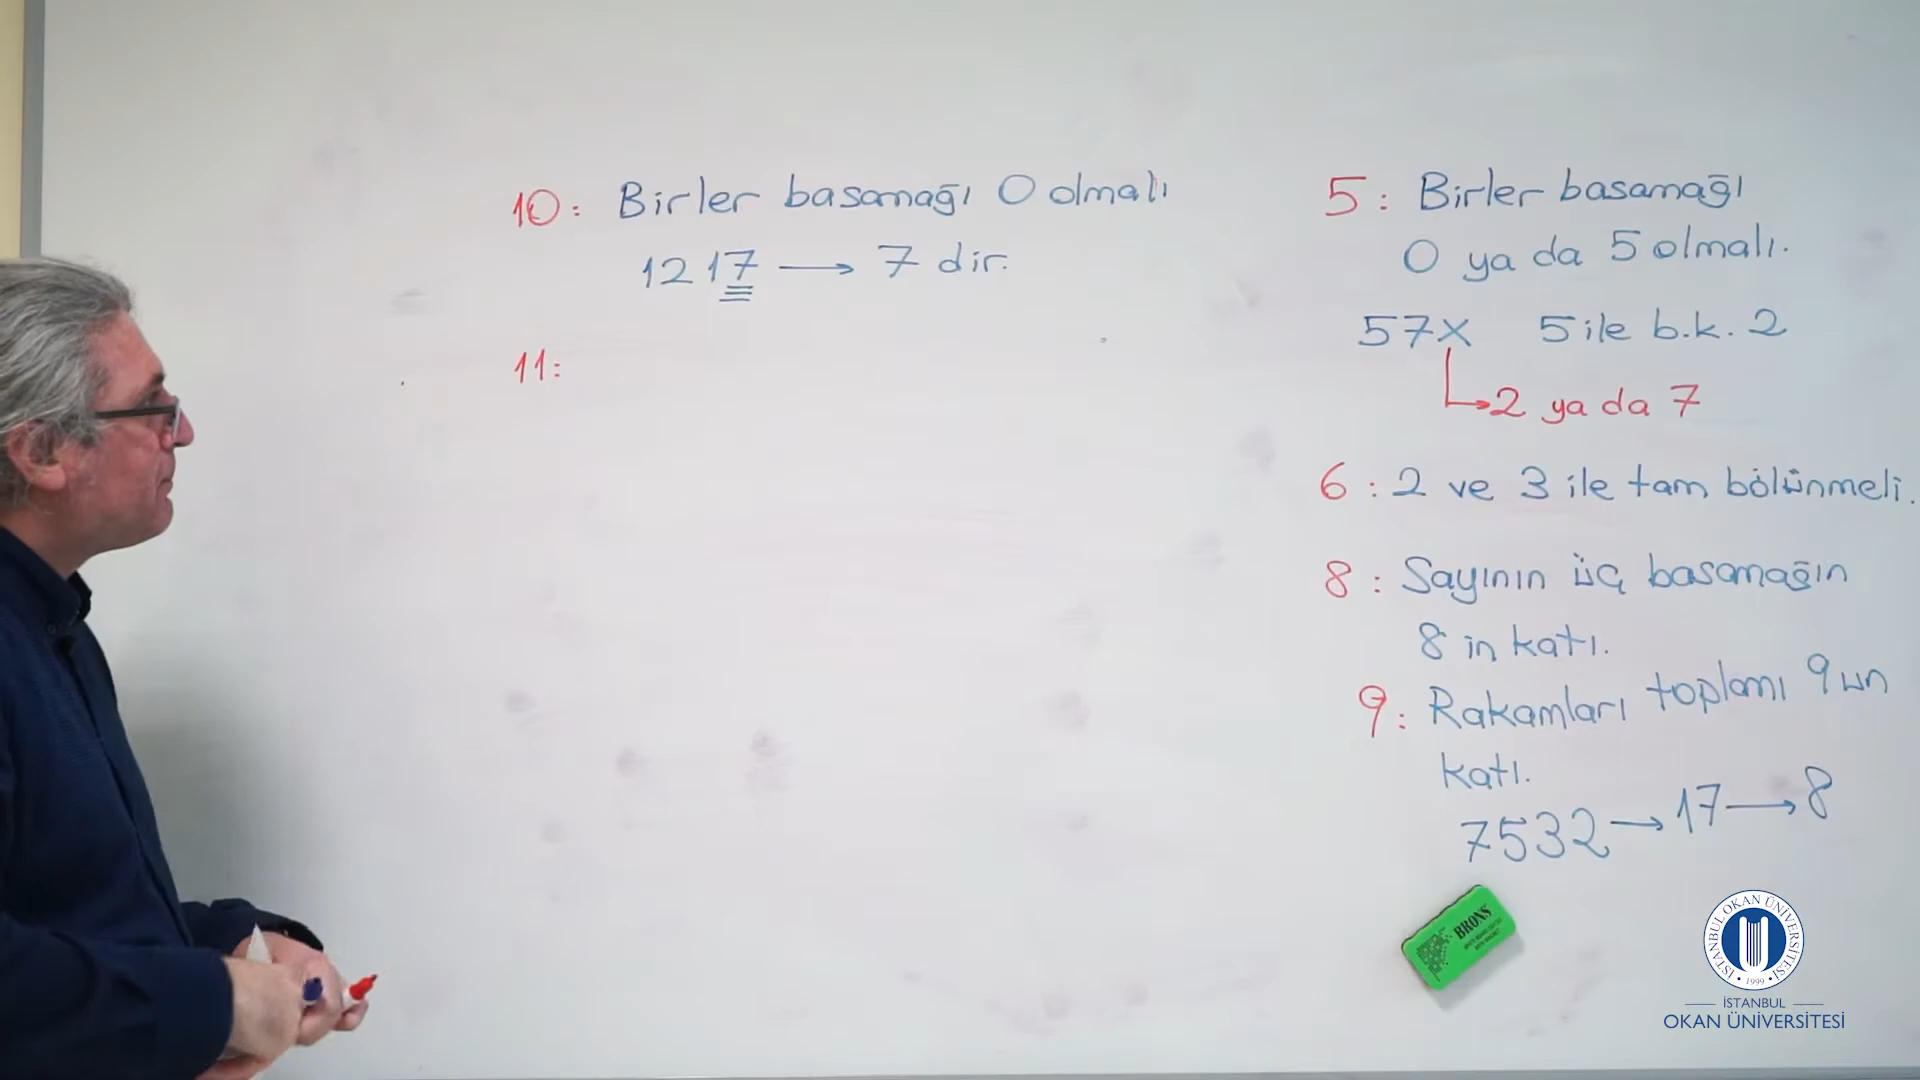 10: Birler basamağı 0 olmalı
1217 → 7 dir.
11:
5: Birler basamağı
0 ya da 5 olmalı.
57X 5 ile b.k. 2
2 ya da 7
6: 2 ve 3 ile tam bölünmeli.
8: Sayının üç basamağın
8 in katı.
9: Rakamları toplamı 9 un
katı.
7532 → 17 → 8
BRONS
İSTANBUL OKAN ÜNİVERSİTESİ
1999
İSTANBUL
OKAN ÜNİVERSİTESİ